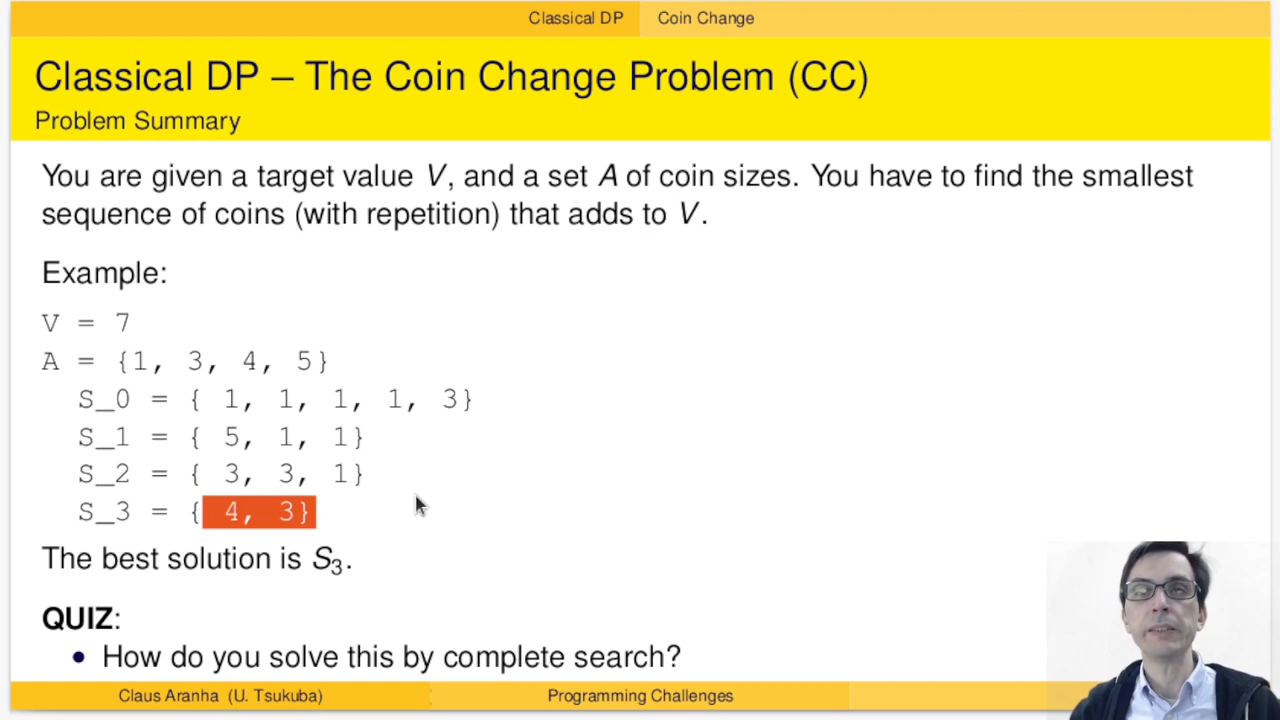 Classical DP Coin Change
Classical DP – The Coin Change Problem (CC)
Problem Summary
You are given a target value V, and a set A of coin sizes. You have to find the smallest
sequence of coins (with repetition) that adds to V.
Example:
V = 7
A = {1, 3, 4, 5}
S_0 = { 1, 1, 1, 1, 3}
S_1 = { 5, 1, 1}
S_2 = { 3, 3, 1}
S_3 = { 4, 3}
The best solution is S₃.
QUIZ:
• How do you solve this by complete search?
Claus Aranha (U. Tsukuba) Programming Challenges